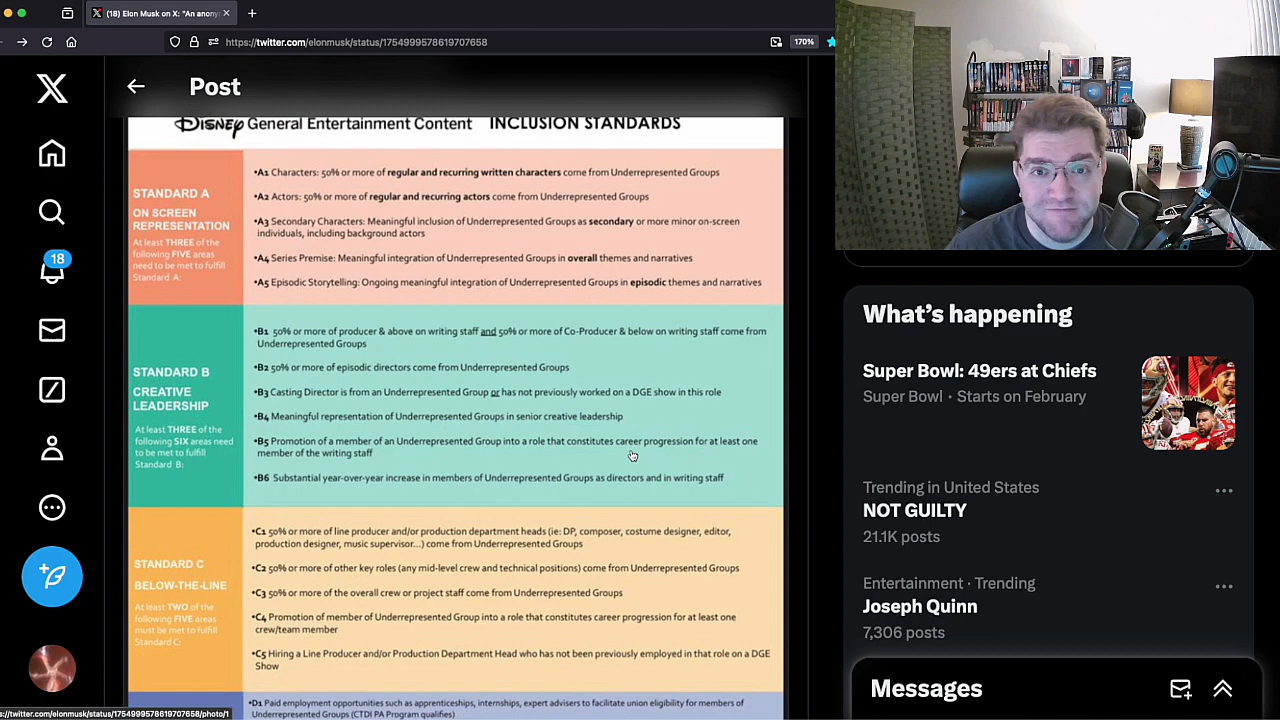 (18) Elon Musk on X: "An anony
https://twitter.com/elonmusk/status/1754999578619707658
170%
Post
18
DISNEY General Entertainment Content INCLUSION STANDARDS
STANDARD A
ON SCREEN
REPRESENTATION
At least THREE of the
following FIVE areas
need to be met to fulfill
Standard A:
•A1 Characters: 50% or more of regular and recurring written characters come from Underrepresented Groups
•A2 Actors: 50% or more of regular and recurring actors come from Underrepresented Groups
•A3 Secondary Characters: Meaningful inclusion of Underrepresented Groups as secondary or more minor on-screen
individuals, including background actors
•A4 Series Premise: Meaningful integration of Underrepresented Groups in overall themes and narratives
•A5 Episodic Storytelling: Ongoing meaningful integration of Underrepresented Groups in episodic themes and narratives
STANDARD B
CREATIVE
LEADERSHIP
At least THREE of the
following SIX areas need
to be met to fulfill
Standard B:
•B1 50% or more of producer & above on writing staff and 50% or more of Co-Producer & below on writing staff come from
Underrepresented Groups
•B2 50% or more of episodic directors come from Underrepresented Groups
•B3 Casting Director is from an Underrepresented Group or has not previously worked on a DGE show in this role
•B4 Meaningful representation of Underrepresented Groups in senior creative leadership
•B5 Promotion of a member of an Underrepresented Group into a role that constitutes career progression for at least one
member of the writing staff
•B6 Substantial year-over-year increase in members of Underrepresented Groups as directors and in writing staff
STANDARD C
BELOW-THE-LINE
At least TWO of the
following FIVE areas
must be met to fulfill
Standard C:
•C1 50% or more of line producer and/or production department heads (ie: DP, composer, costume designer, editor,
production designer, music supervisor...) come from Underrepresented Groups
•C2 50% or more of other key roles (any mid-level crew and technical positions) come from Underrepresented Groups
•C3 50% or more of the overall crew or project staff come from Underrepresented Groups
•C4 Promotion of member of Underrepresented Group into a role that constitutes career progression for at least one
crew/team member
•C5 Hiring a Line Producer and/or Production Department Head who has not been previously employed in that role on a DGE
Show
•D1 Paid employment opportunities such as apprenticeships, internships, expert advisers to facilitate union eligibility for members of
Underrepresented Groups (CTDI PA Program qualifies)
s://twitter.com/elonmusk/status/1754999578619707658/photo/1
What's happening
Super Bowl: 49ers at Chiefs
Super Bowl · Starts on February
Trending in United States
NOT GUILTY
21.1K posts
Entertainment · Trending
Joseph Quinn
7,306 posts
Messages